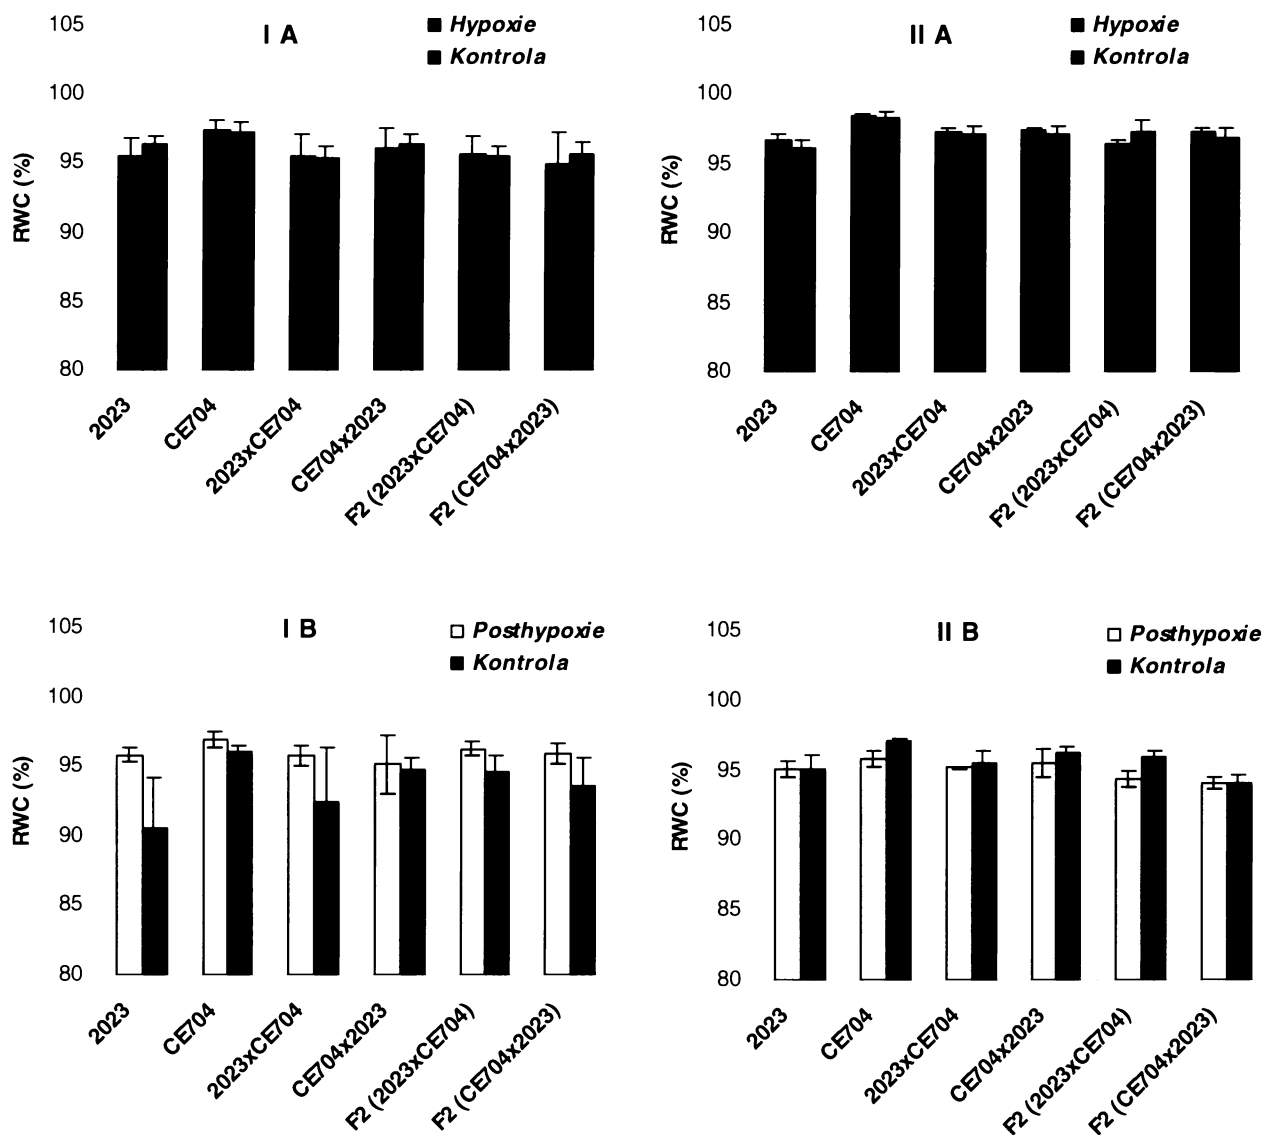 I A
Hypoxie
Kontrola
RWC (%)
105
100
95
90
85
80
2023
CE704
2023xCE704
CE704x2023
F2 (2023xCE704)
F2 (CE704x2023)
II A
Hypoxie
Kontrola
RWC (%)
105
100
95
90
85
80
2023
CE704
2023xCE704
CE704x2023
F2 (2023xCE704)
F2 (CE704x2023)
I B
Posthypoxie
Kontrola
RWC (%)
105
100
95
90
85
80
2023
CE704
2023xCE704
CE704x2023
F2 (2023xCE704)
F2 (CE704x2023)
II B
Posthypoxie
Kontrola
RWC (%)
105
100
95
90
85
80
2023
CE704
2023xCE704
CE704x2023
F2 (2023xCE704)
F2 (CE704x2023)